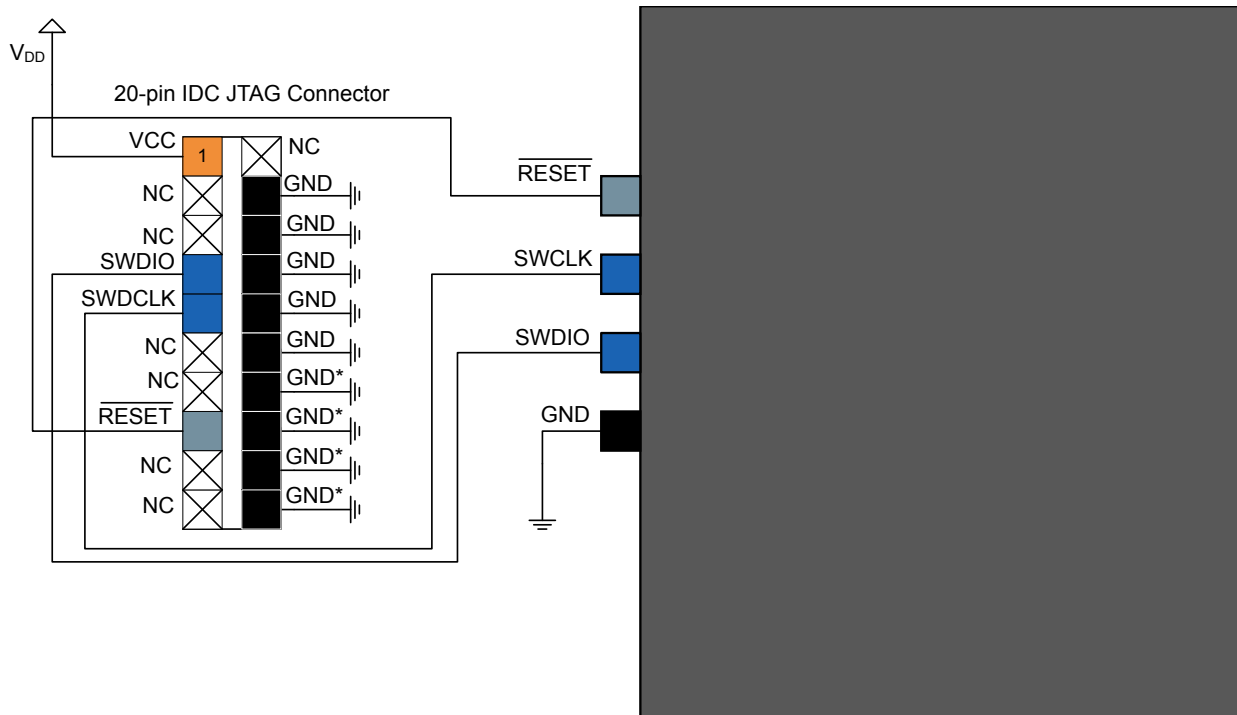 VDD
20-pin IDC JTAG Connector
VCC
1
NC
NC
GND
NC
GND
SWDIO
GND
SWDCLK
GND
NC
GND
NC
GND*
RESET
GND*
NC
GND*
NC
GND*
RESET
SWCLK
SWDIO
GND